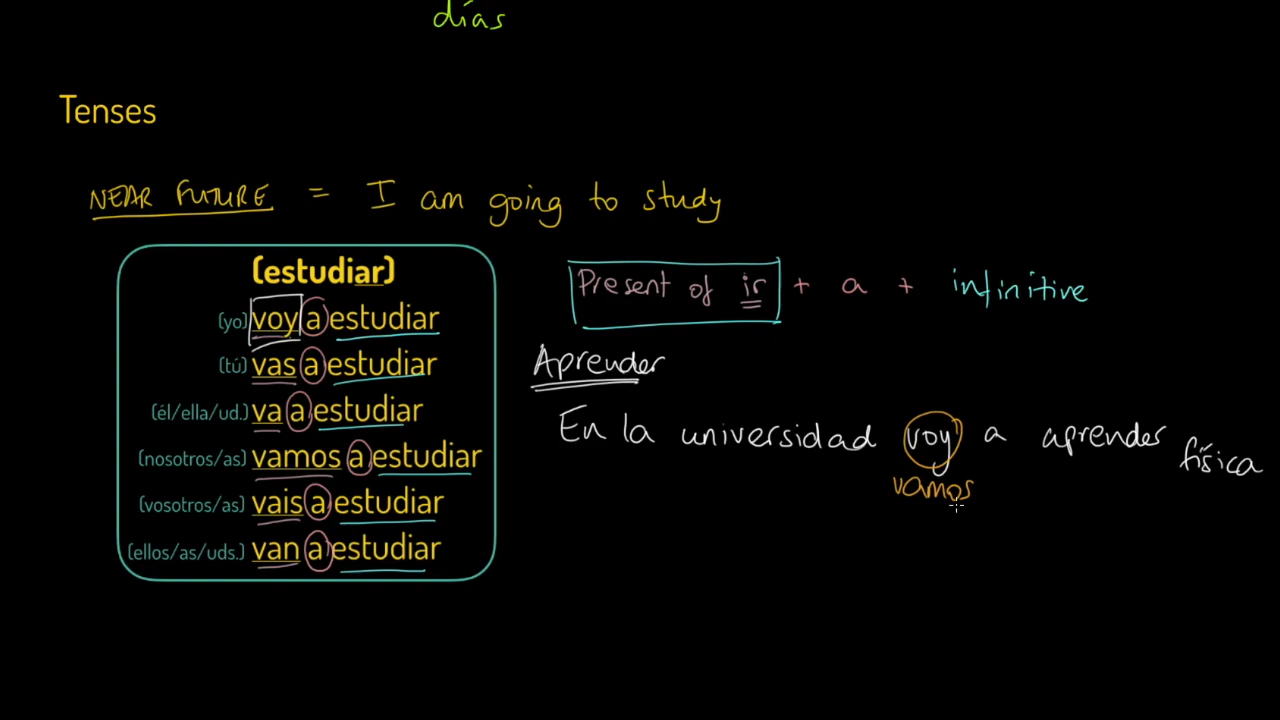 días
Tenses
NEAR FUTURE = I am going to study
(estudiar)
(yo) voy a estudiar
(tú) vas a estudiar
(él/ella/ud.) va a estudiar
(nosotros/as) vamos a estudiar
(vosotros/as) vais a estudiar
(ellos/as/uds.) van a estudiar
Present of ir + a + infinitive
Aprender
En la universidad voy a aprender física
vamos